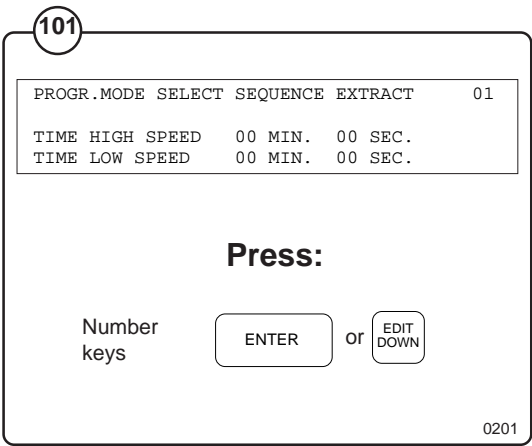 101
PROGR.MODE SELECT SEQUENCE EXTRACT 01
TIME HIGH SPEED 00 MIN. 00 SEC.
TIME LOW SPEED 00 MIN. 00 SEC.
Press:
Number
keys
ENTER
or
EDIT
DOWN
0201